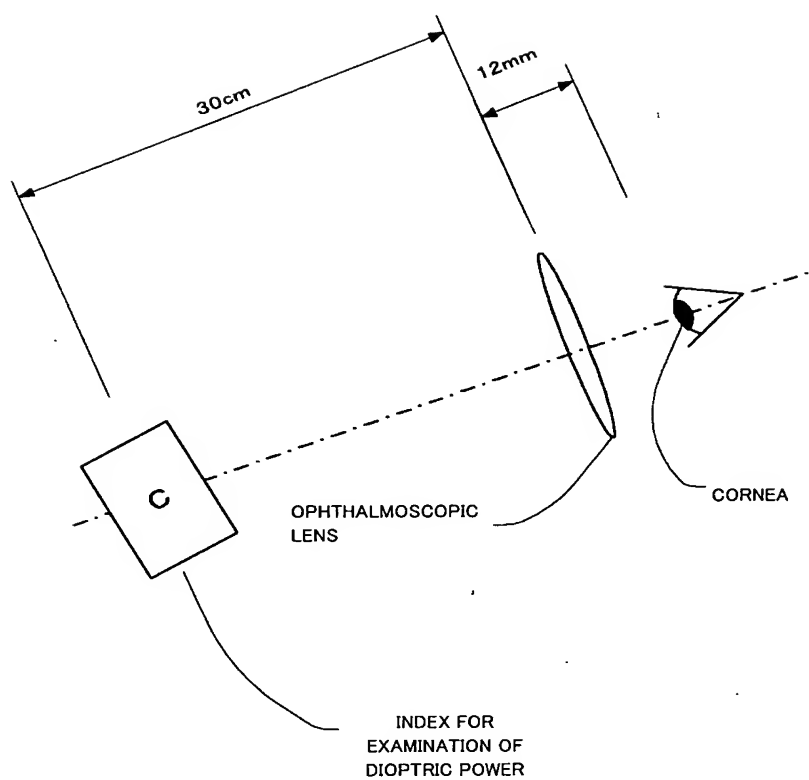 30cm
12mm
C
OPHTHALMOSCOPIC
LENS
CORNEA
INDEX FOR
EXAMINATION OF
DIOPTRIC POWER